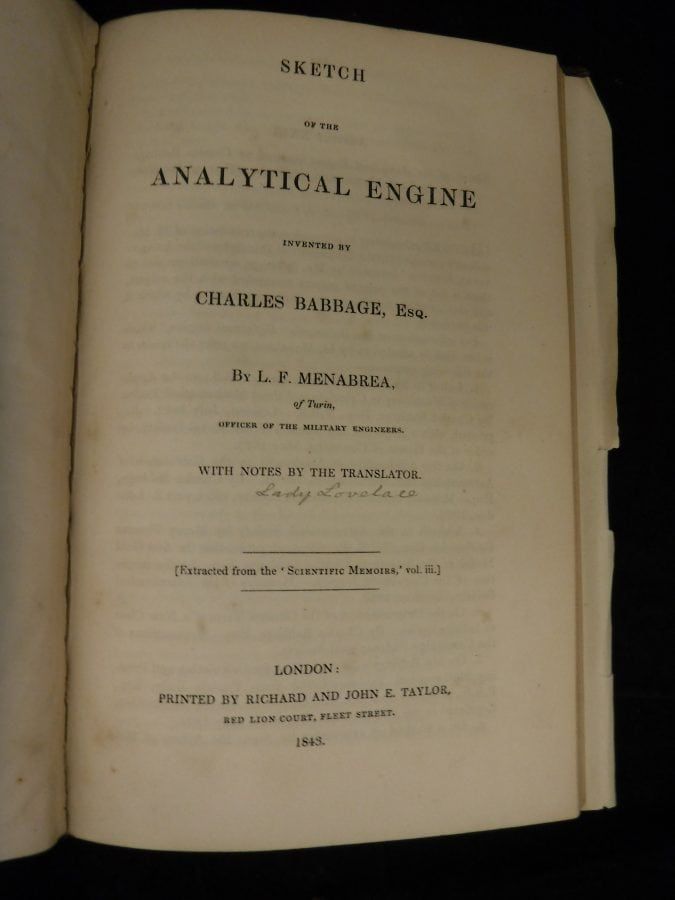 SKETCH
OF THE
ANALYTICAL ENGINE
INVENTED BY
CHARLES BABBAGE, Esq.
By L. F. MENABREA,
of Turin,
OFFICER OF THE MILITARY ENGINEERS.
WITH NOTES BY THE TRANSLATOR.
Lady Lovelace
[Extracted from the ‘Scientific Memoirs,’ vol. iii.]
LONDON:
PRINTED BY RICHARD AND JOHN E. TAYLOR,
RED LION COURT, FLEET STREET.
1843.